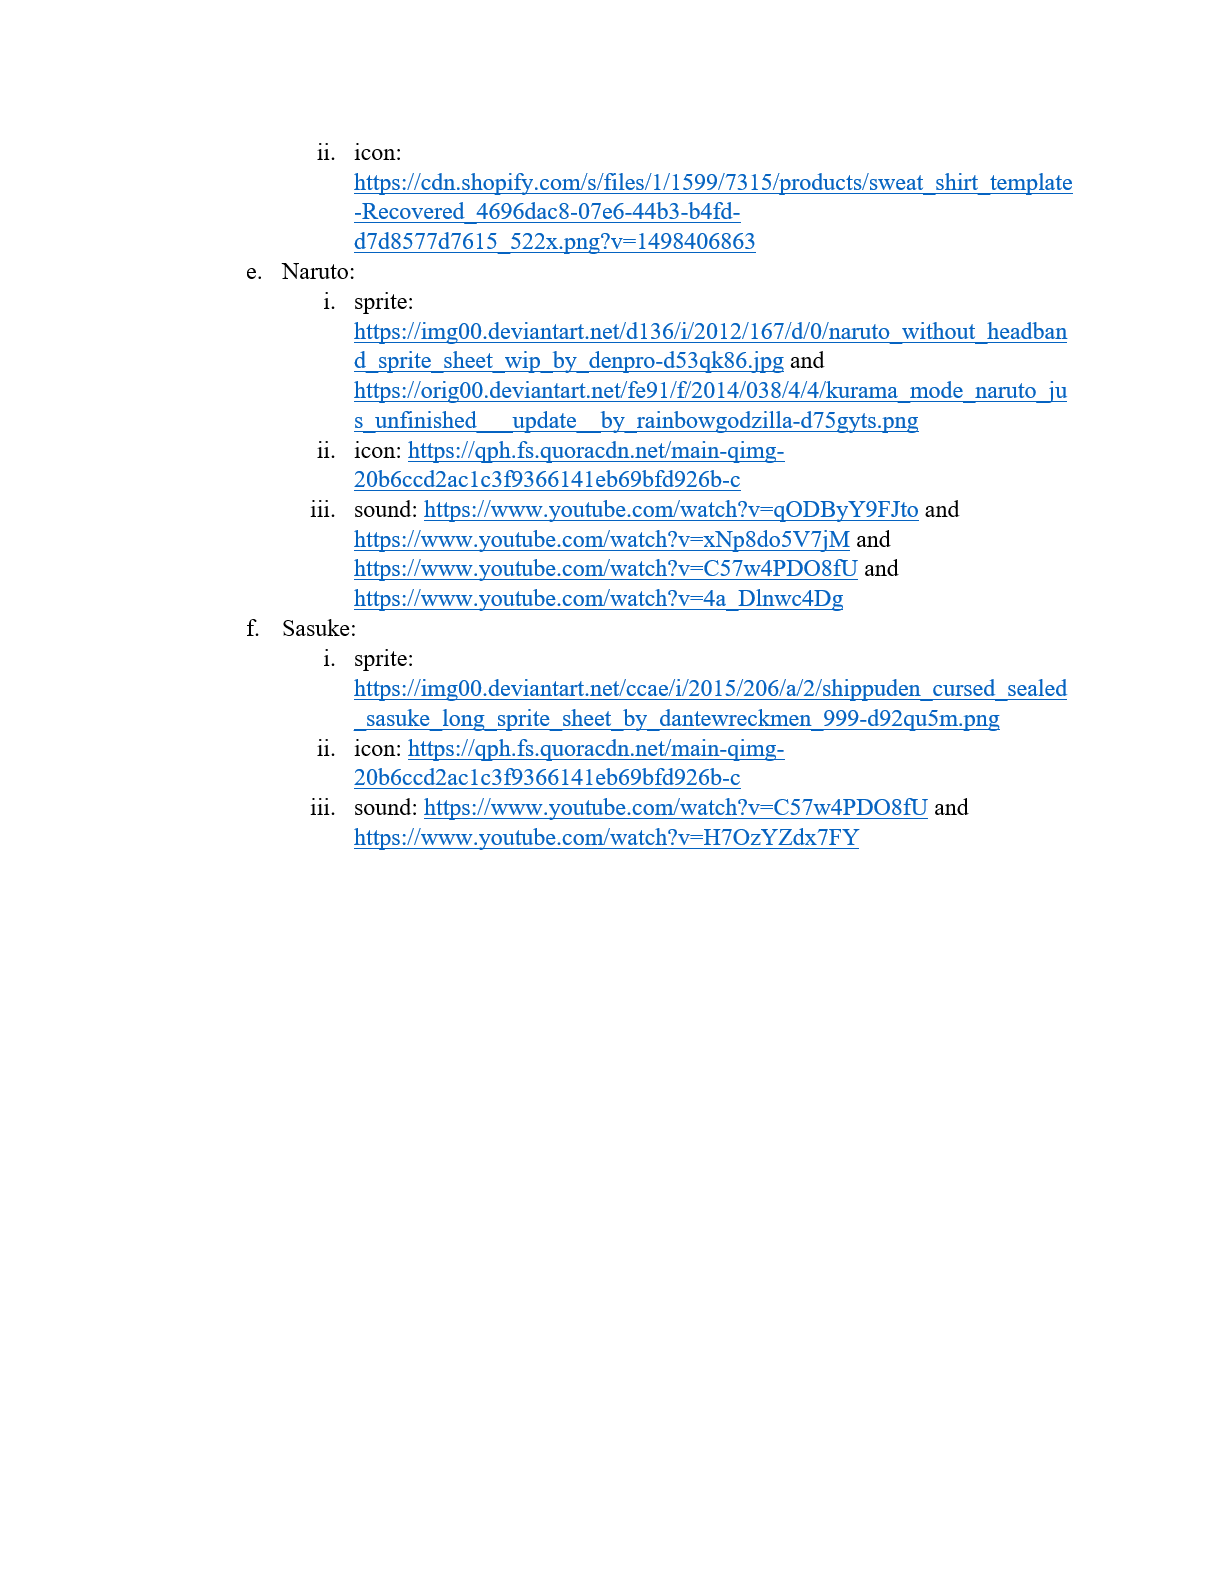 ii. icon:
https://cdn.shopify.com/s/files/1/1599/7315/products/sweat_shirt_template
-Recovered_4696dac8-07e6-44b3-b4fd-
d7d8577d7615_522x.png?v=1498406863
e. Naruto:
i. sprite:
https://img00.deviantart.net/d136/i/2012/167/d/0/naruto_without_headban
d_sprite_sheet_wip_by_denpro-d53qk86.jpg and
https://orig00.deviantart.net/fe91/f/2014/038/4/4/kurama_mode_naruto_ju
s_unfinished___update__by_rainbowgodzilla-d75gyts.png
ii. icon: https://qph.fs.quoracdn.net/main-qimg-
20b6ccd2ac1c3f9366141eb69bfd926b-c
iii. sound: https://www.youtube.com/watch?v=qODByY9FJto and
https://www.youtube.com/watch?v=xNp8do5V7jM and
https://www.youtube.com/watch?v=C57w4PDO8fU and
https://www.youtube.com/watch?v=4a_Dlnwc4Dg
f. Sasuke:
i. sprite:
https://img00.deviantart.net/ccae/i/2015/206/a/2/shippuden_cursed_sealed
_sasuke_long_sprite_sheet_by_dantewreckmen_999-d92qu5m.png
ii. icon: https://qph.fs.quoracdn.net/main-qimg-
20b6ccd2ac1c3f9366141eb69bfd926b-c
iii. sound: https://www.youtube.com/watch?v=C57w4PDO8fU and
https://www.youtube.com/watch?v=H7OzYZdx7FY